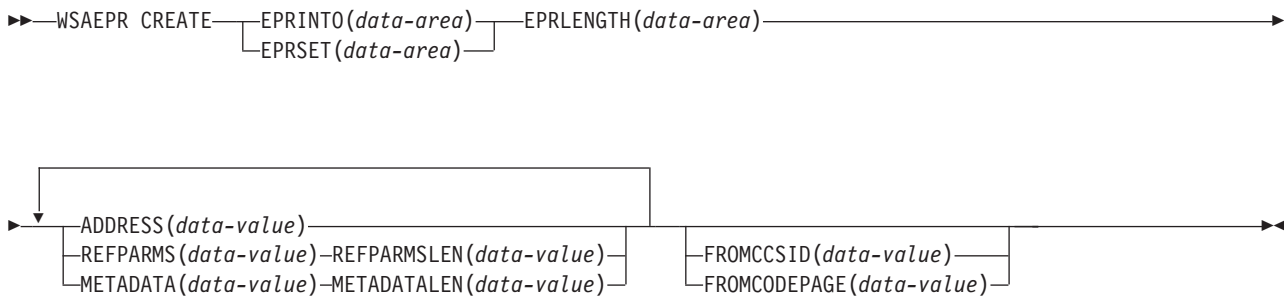 WSAEPR CREATE EPRINTO(data-area) EPRLENGTH(data-area)
EPRSET(data-area)
ADDRESS(data-value)
REFPARMS(data-value) REFPARMSLEN(data-value) FROMCCSID(data-value)
METADATA(data-value) METADATALEN(data-value) FROMCODEPAGE(data-value)